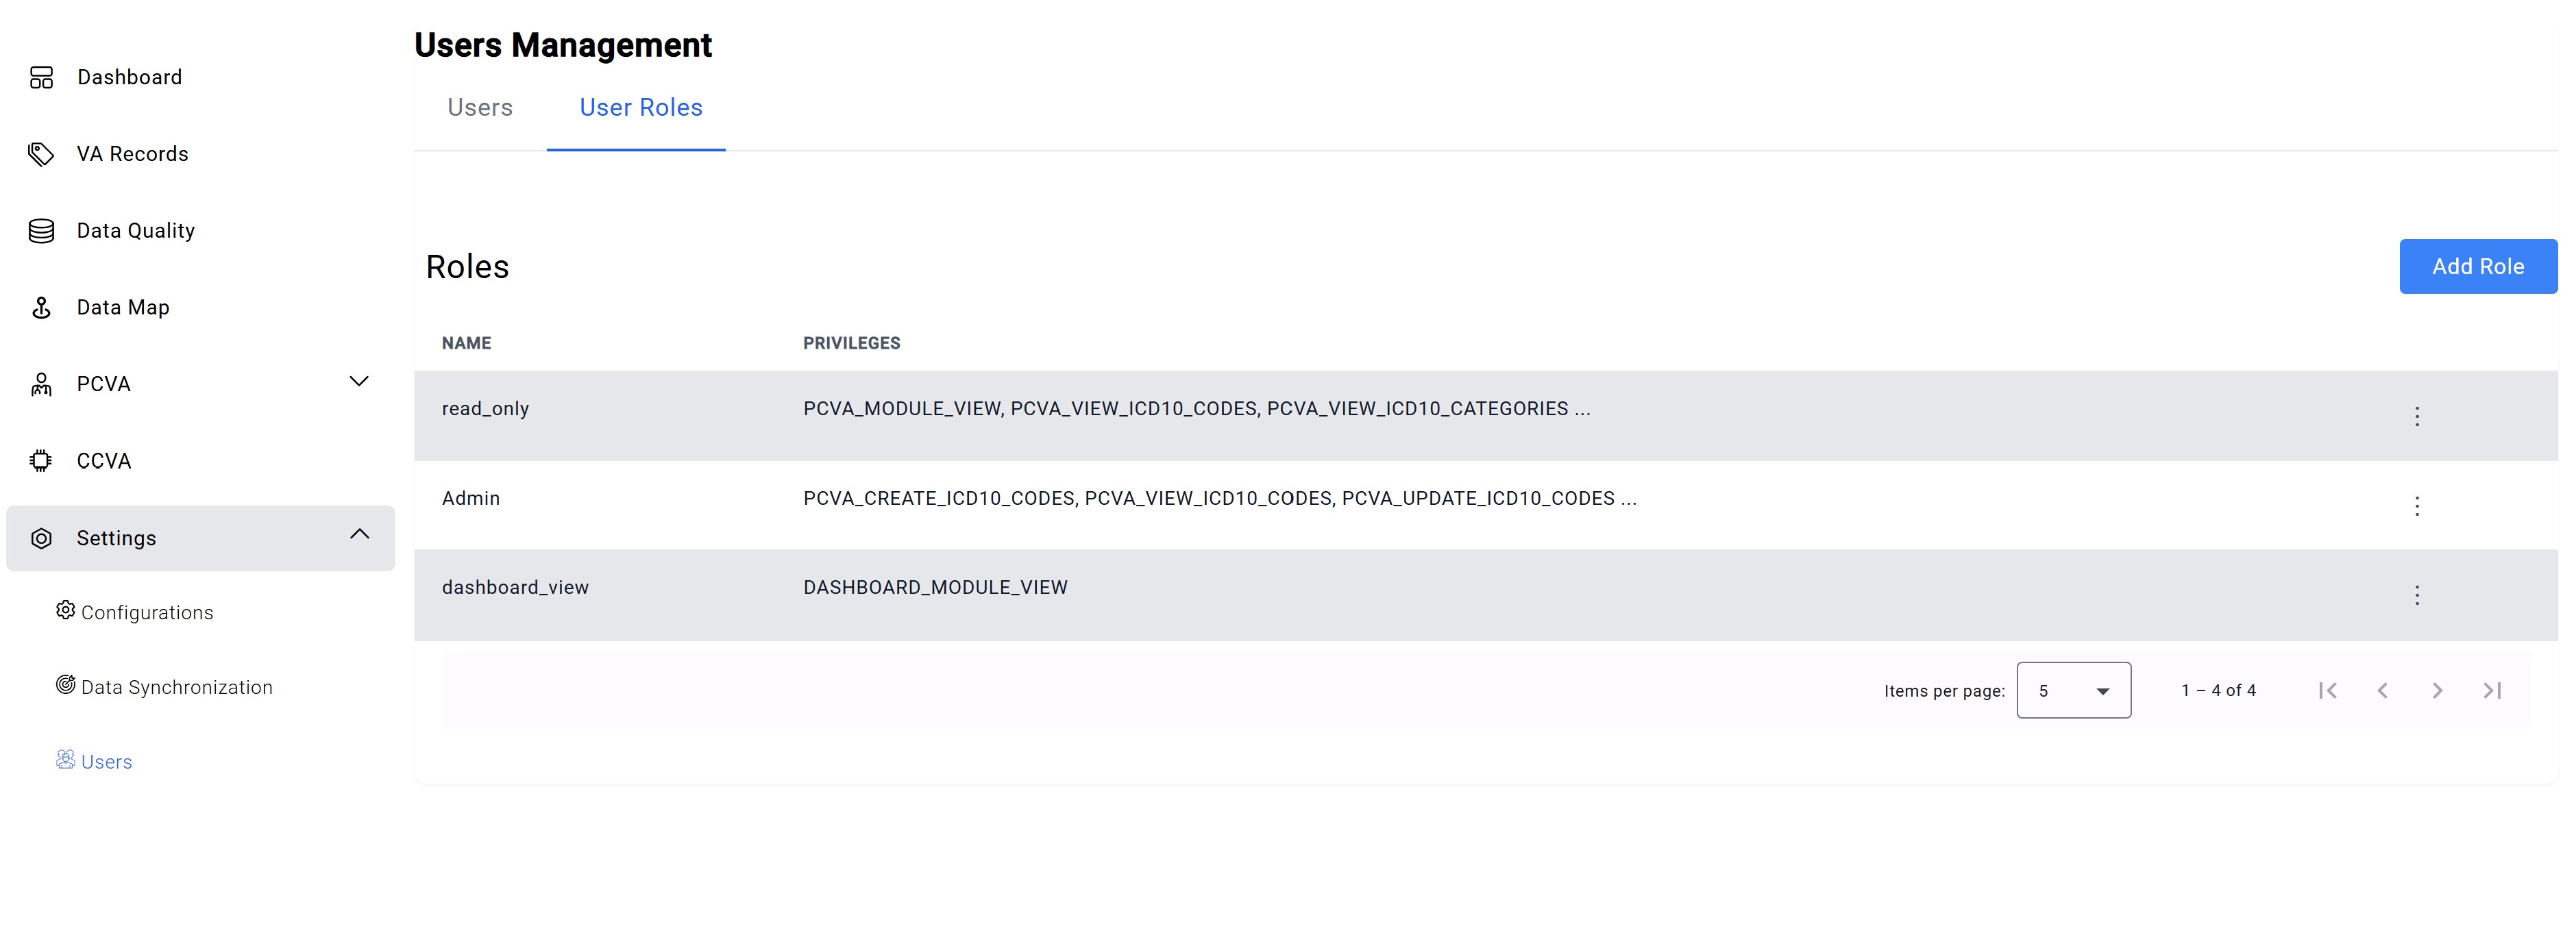 Dashboard
VA Records
Data Quality
Data Map
PCVA
CCVA
Settings
Configurations
Data Synchronization
Users
Users Management
Users User Roles
Roles Add Role
NAME PRIVILEGES
read_only PCVA_MODULE_VIEW, PCVA_VIEW_ICD10_CODES, PCVA_VIEW_ICD10_CATEGORIES ...
Admin PCVA_CREATE_ICD10_CODES, PCVA_VIEW_ICD10_CODES, PCVA_UPDATE_ICD10_CODES ...
dashboard_view DASHBOARD_MODULE_VIEW
Items per page: 5 1 – 4 of 4